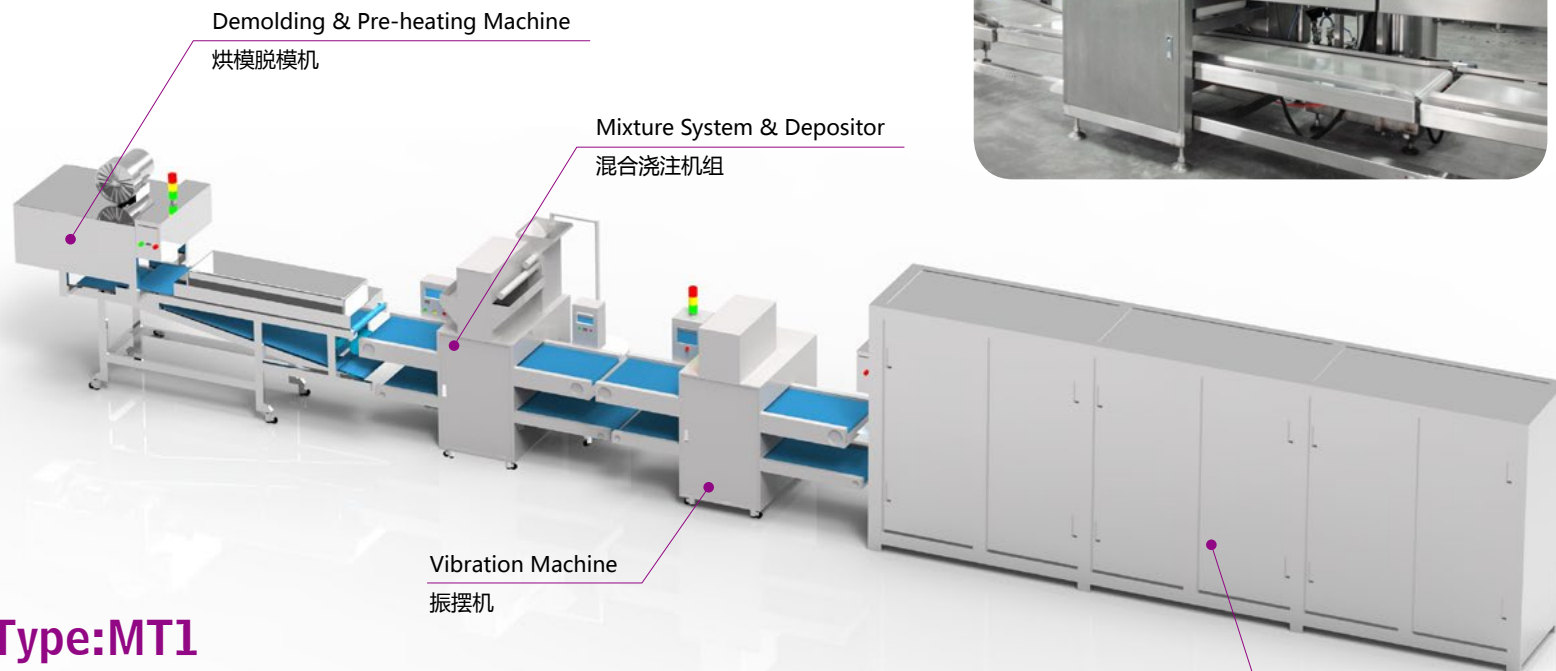 Demolding & Pre-heating Machine
烘模脱模机
Mixture System & Depositor
混合浇注机组
Vibration Machine
振摆机
Type:MT1